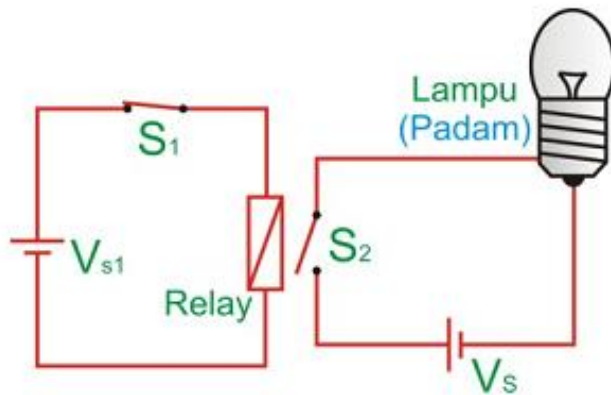 Lampu
(Padam)
S1
S2
Vs1
Relay
Vs